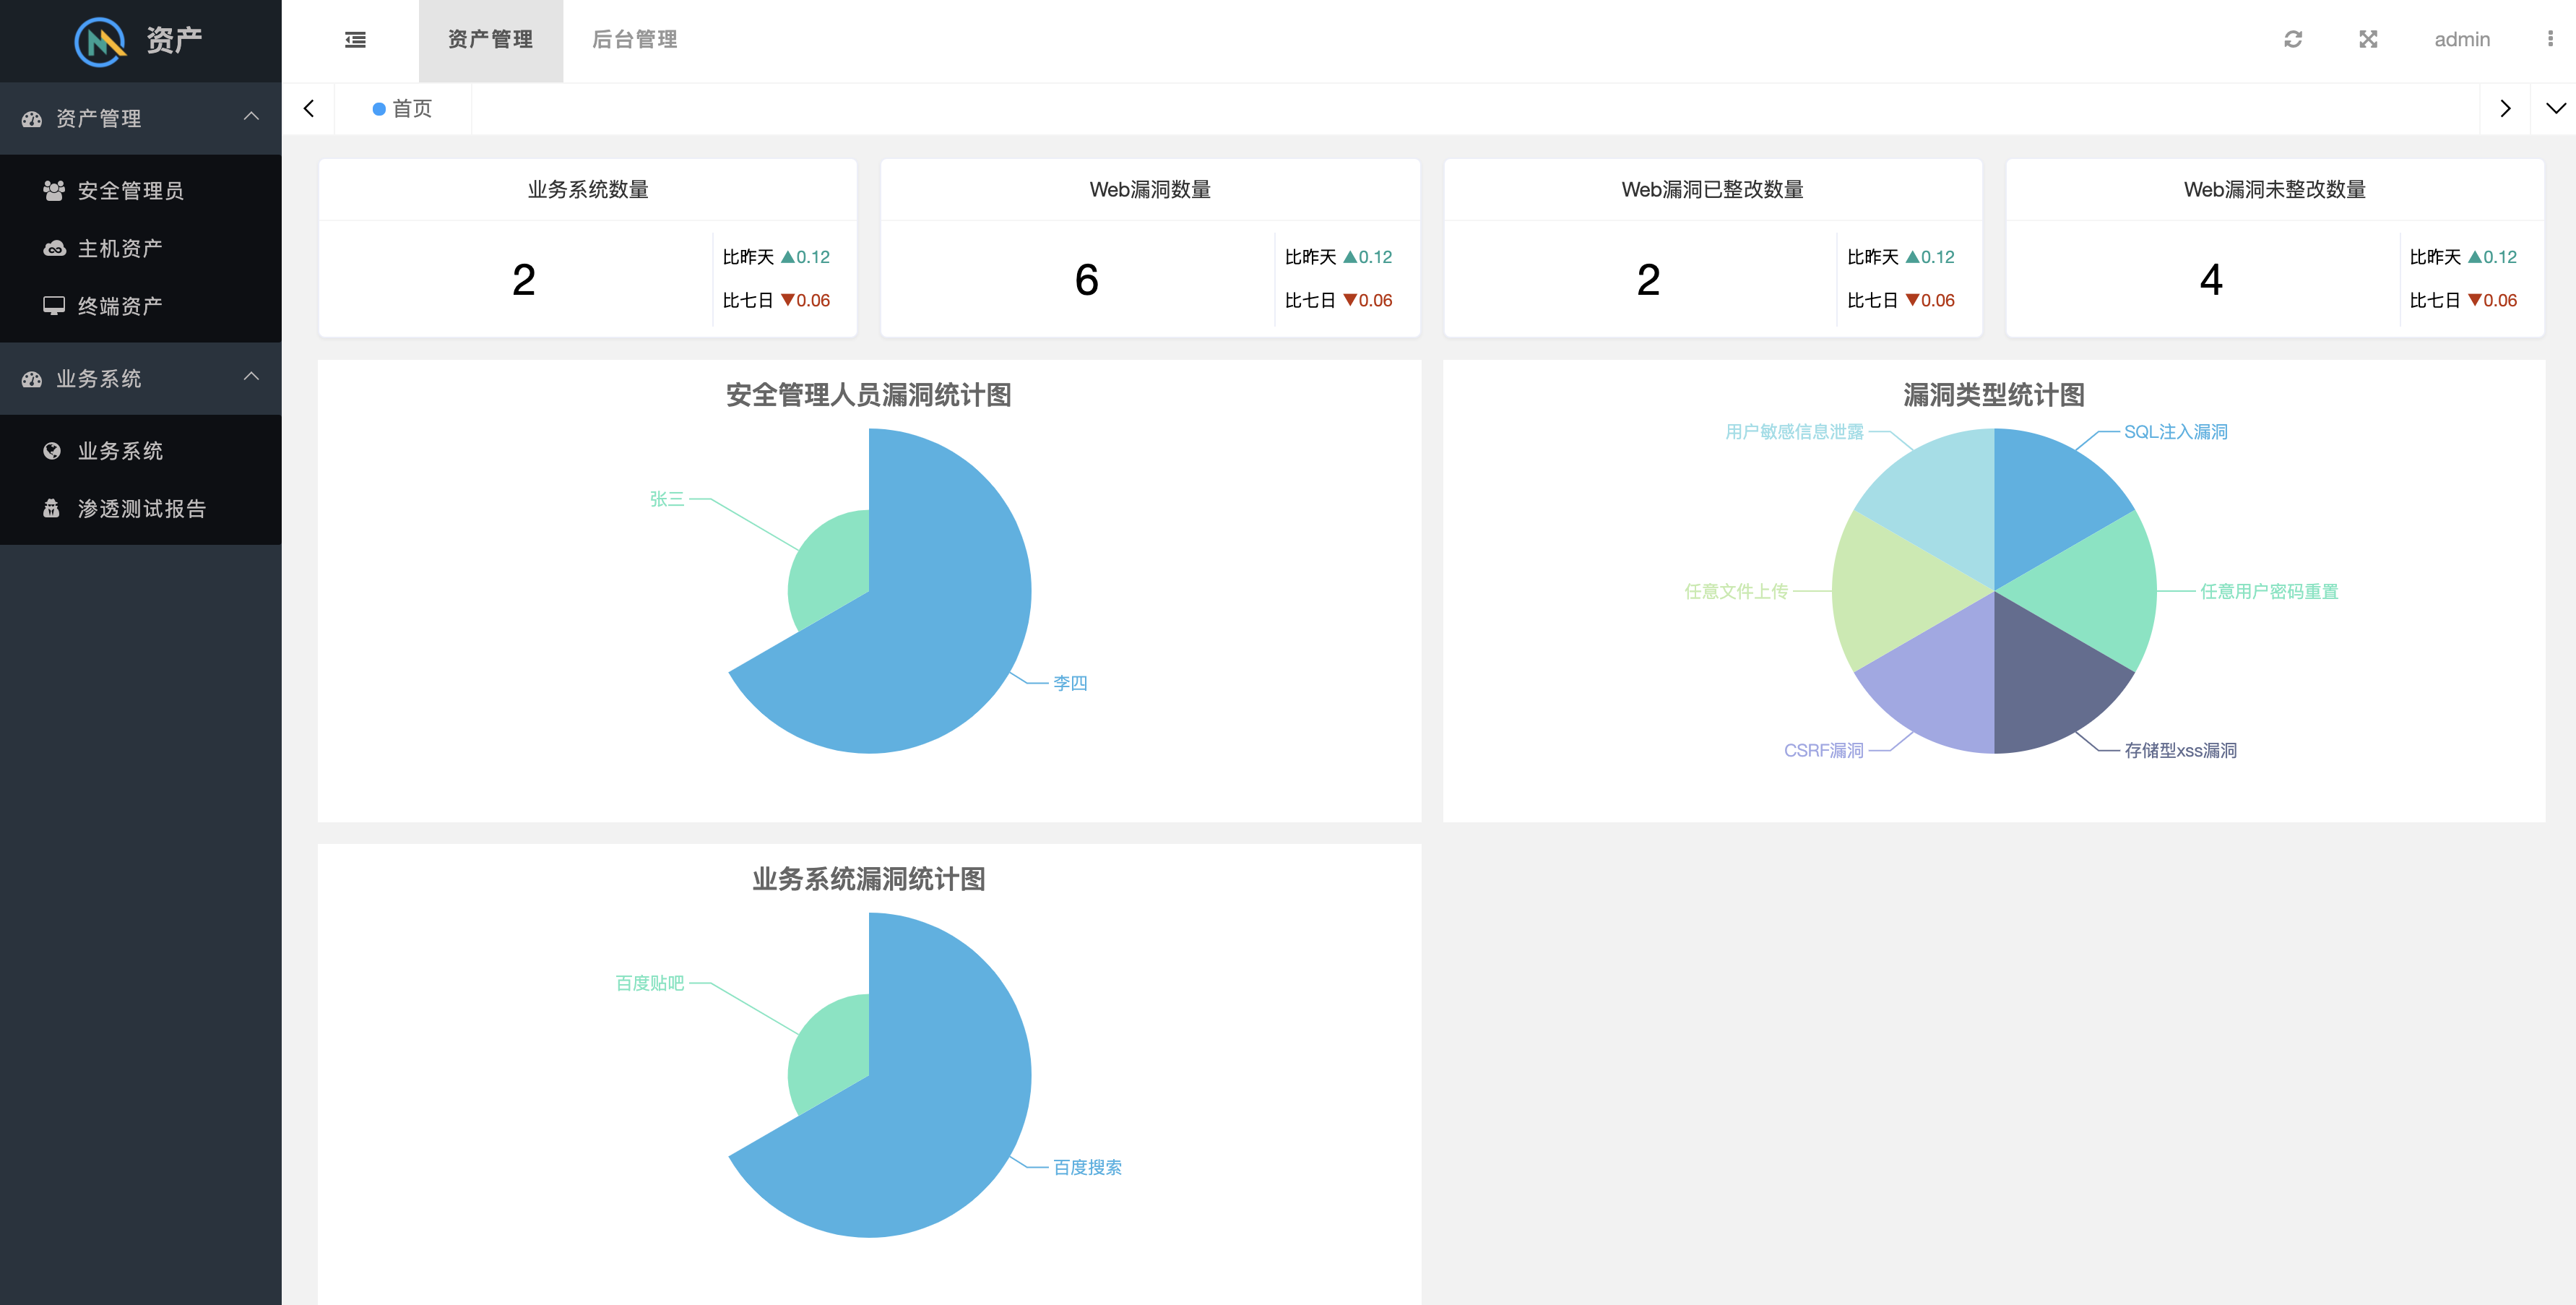 资产
资产管理
后台管理
admin
首页
资产管理
安全管理员
主机资产
终端资产
业务系统
业务系统
渗透测试报告
业务系统数量
2
比昨天 ▲0.12
比七日 ▼0.06
Web漏洞数量
6
比昨天 ▲0.12
比七日 ▼0.06
Web漏洞已整改数量
2
比昨天 ▲0.12
比七日 ▼0.06
Web漏洞未整改数量
4
比昨天 ▲0.12
比七日 ▼0.06
安全管理人员漏洞统计图
张三
李四
漏洞类型统计图
用户敏感信息泄露
SQL注入漏洞
任意文件上传
任意用户密码重置
CSRF漏洞
存储型xss漏洞
业务系统漏洞统计图
百度贴吧
百度搜索